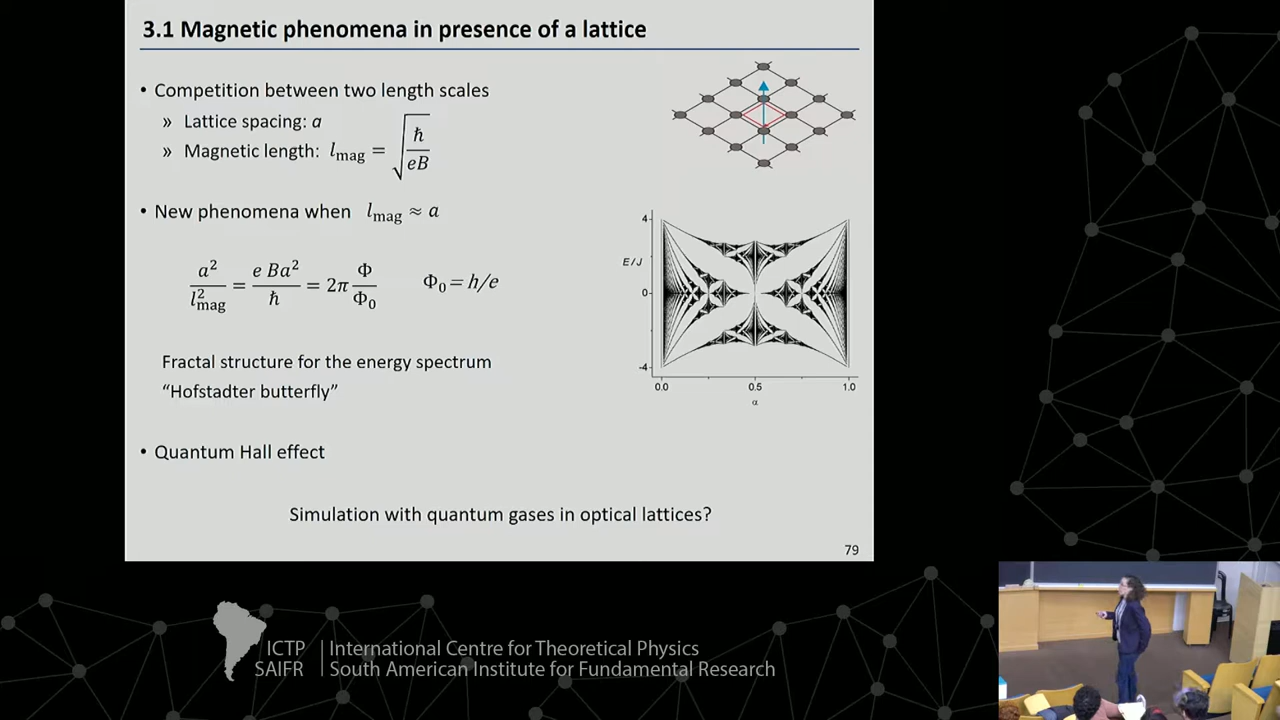 3.1 Magnetic phenomena in presence of a lattice
• Competition between two length scales
» Lattice spacing: a
» Magnetic length: l_mag = √(ħ/eB)
• New phenomena when l_mag ≈ a
a²/l²_mag = e Ba²/ħ = 2π Φ/Φ₀ Φ₀ = h/e
Fractal structure for the energy spectrum
“Hofstadter butterfly”
• Quantum Hall effect
Simulation with quantum gases in optical lattices?
79
4
E/J
0
-4
0.0 0.5 1.0
α
ICTP International Centre for Theoretical Physics
SAIFR South American Institute for Fundamental Research